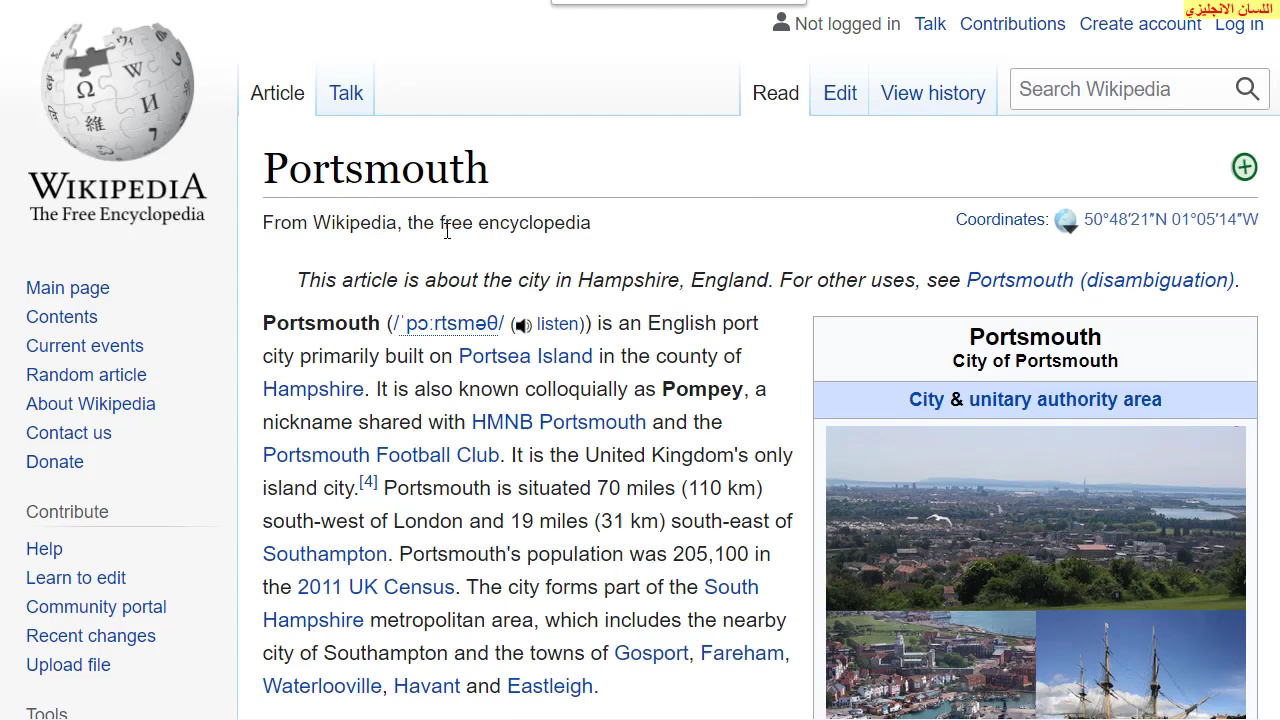 اللسان الانجليزي
Not logged in Talk Contributions Create account Log in
Article Talk Read Edit View history Search Wikipedia
WIKIPEDIA
The Free Encyclopedia
Main page
Contents
Current events
Random article
About Wikipedia
Contact us
Donate
Contribute
Help
Learn to edit
Community portal
Recent changes
Upload file
Tools
Portsmouth
From Wikipedia, the free encyclopedia
Coordinates: 50°48′21″N 01°05′14″W
This article is about the city in Hampshire, England. For other uses, see Portsmouth (disambiguation).
Portsmouth (/ˈpɔːrtsməθ/ (listen)) is an English port
city primarily built on Portsea Island in the county of
Hampshire. It is also known colloquially as Pompey, a
nickname shared with HMNB Portsmouth and the
Portsmouth Football Club. It is the United Kingdom's only
island city.[4] Portsmouth is situated 70 miles (110 km)
south-west of London and 19 miles (31 km) south-east of
Southampton. Portsmouth's population was 205,100 in
the 2011 UK Census. The city forms part of the South
Hampshire metropolitan area, which includes the nearby
city of Southampton and the towns of Gosport, Fareham,
Waterlooville, Havant and Eastleigh.
Portsmouth
City of Portsmouth
City & unitary authority area